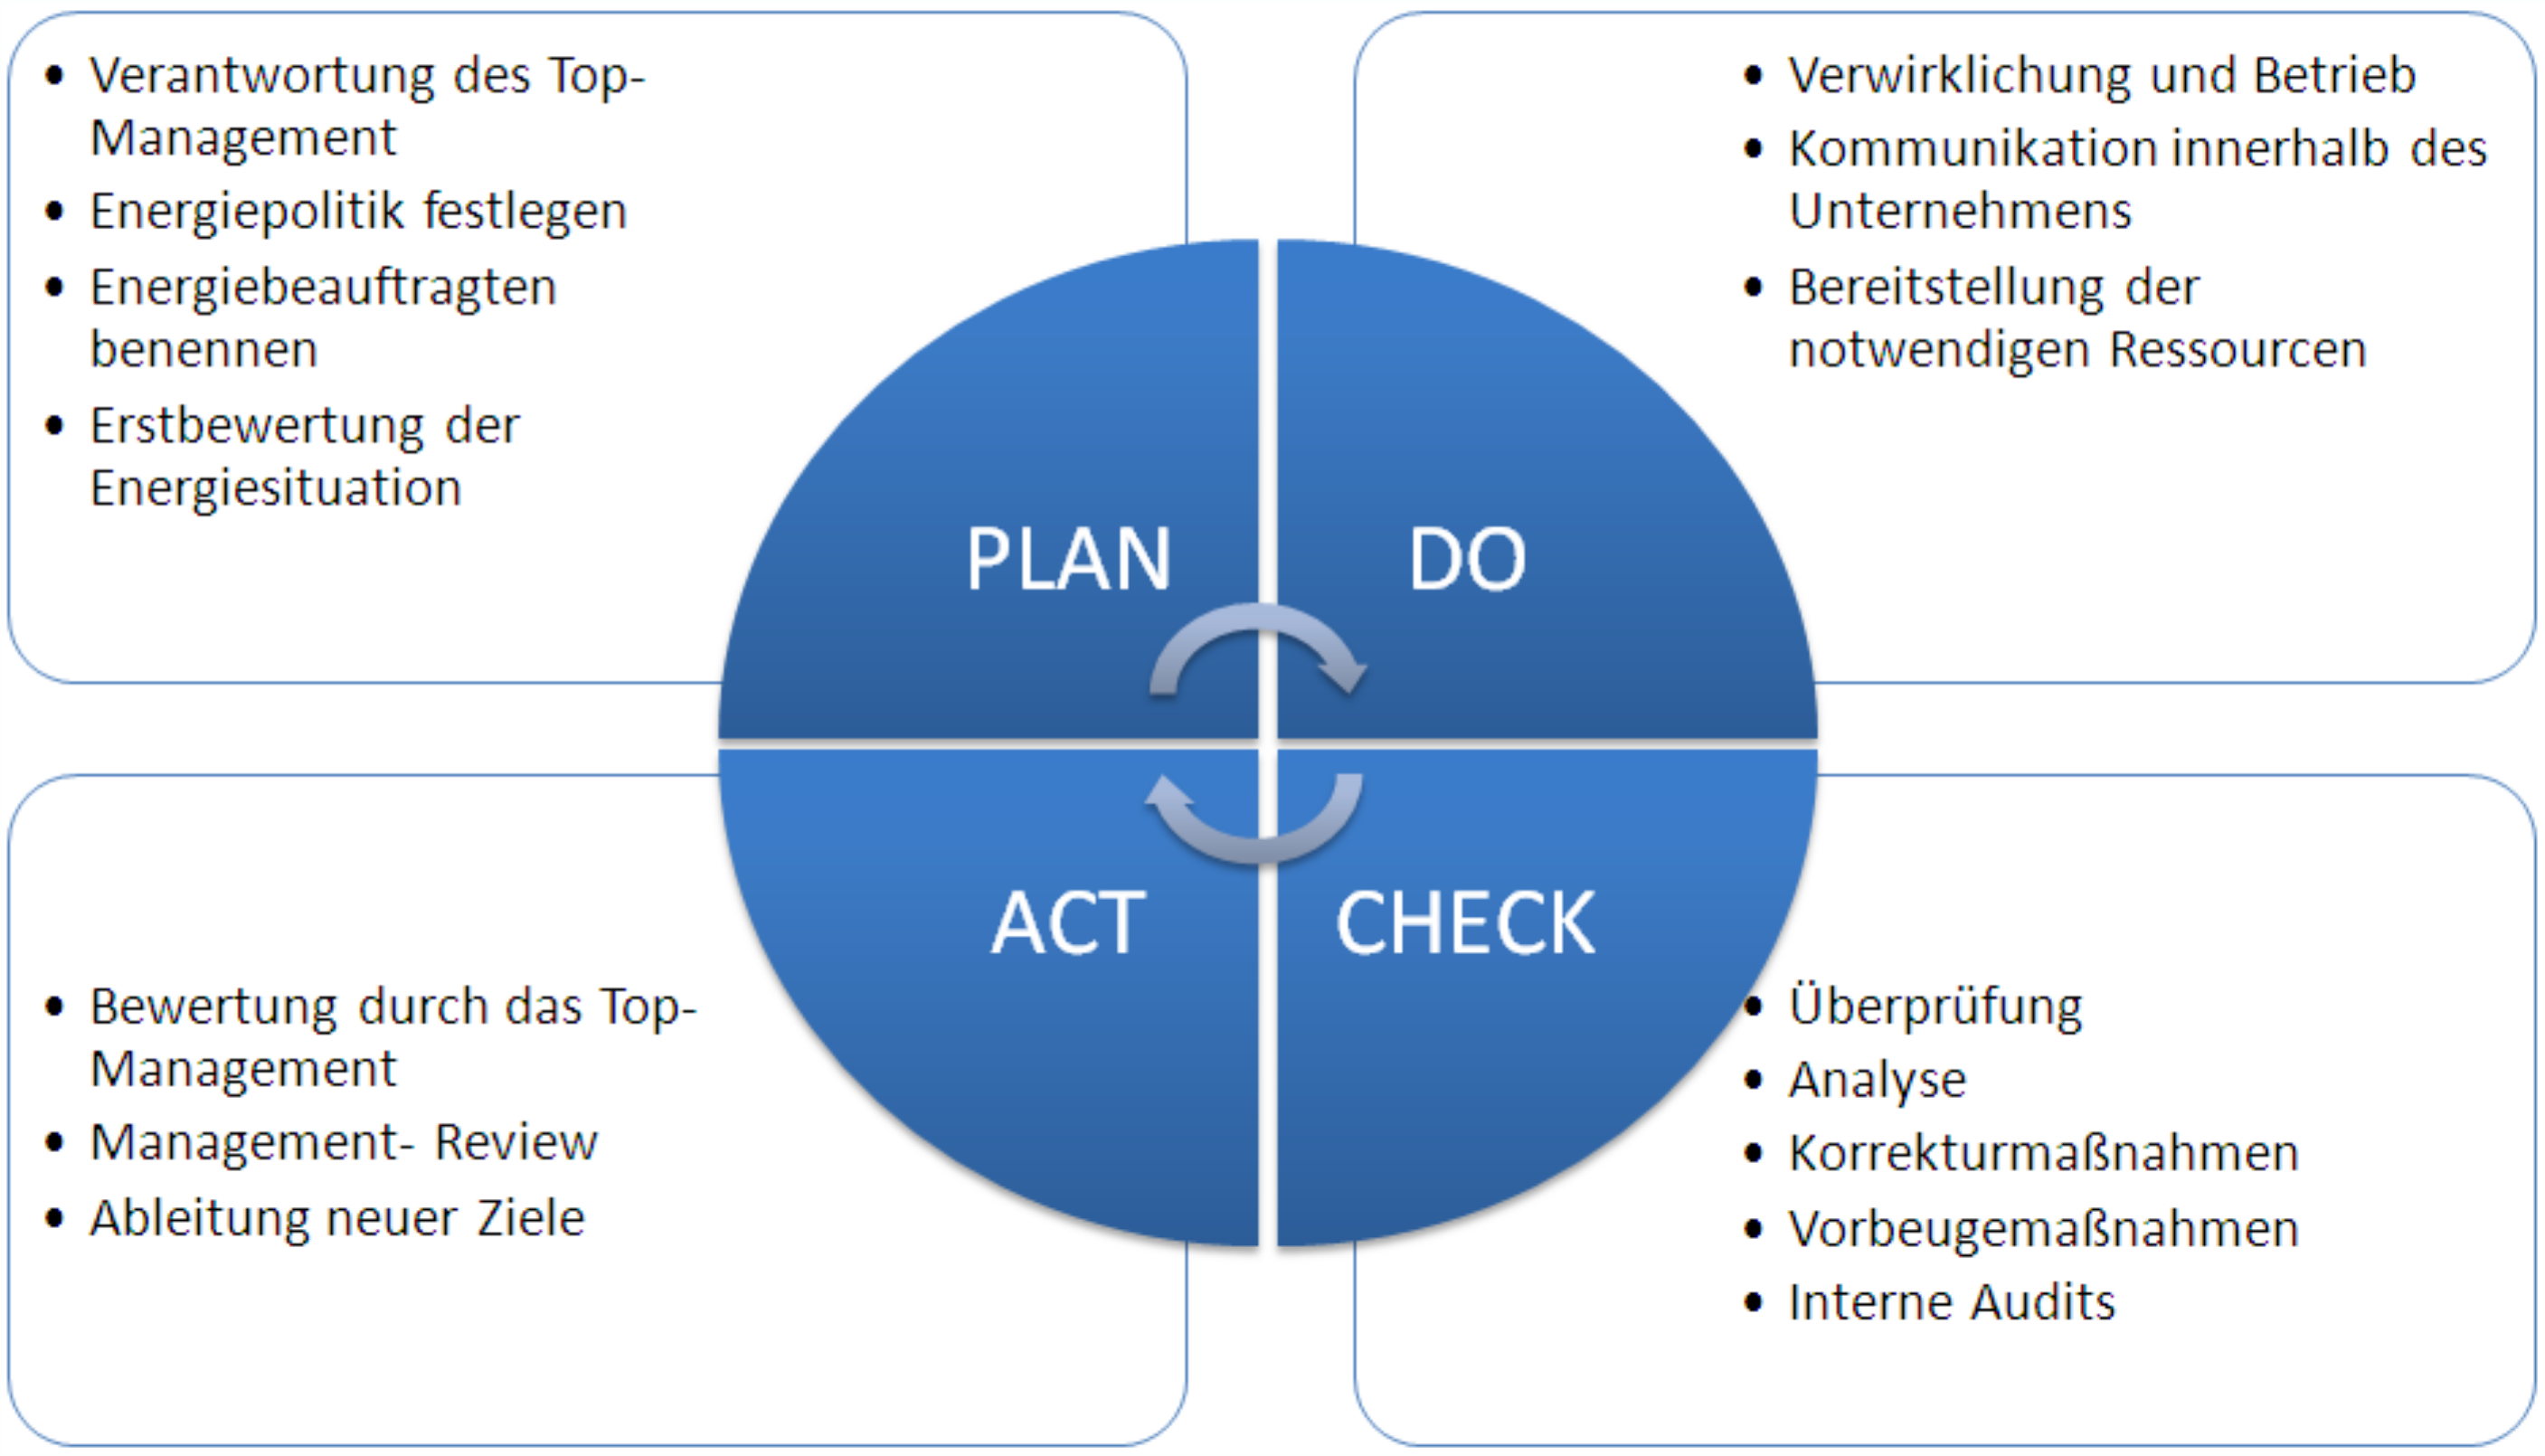 • Verantwortung des Top-
Management
• Energiepolitik festlegen
• Energiebeauftragten
benennen
• Erstbewertung der
Energiesituation
• Verwirklichung und Betrieb
• Kommunikation innerhalb des
Unternehmens
• Bereitstellung der
notwendigen Ressourcen
PLAN
DO
ACT
CHECK
• Bewertung durch das Top-
Management
• Management- Review
• Ableitung neuer Ziele
• Überprüfung
• Analyse
• Korrekturmaßnahmen
• Vorbeugemaßnahmen
• Interne Audits